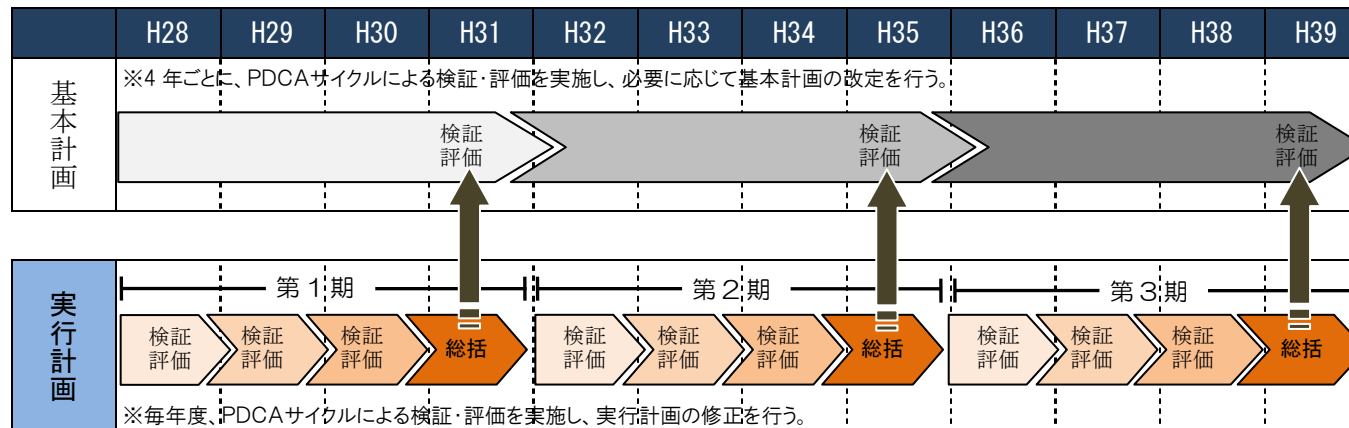 H28 H29 H30 H31 H32 H33 H34 H35 H36 H37 H38 H39
基本計画
※4 年ごとに、PDCAサイクルによる検証・評価を実施し、必要に応じて基本計画の改定を行う。
検証 検証 検証
評価 評価 評価
実行計画
第1期 第2期 第3期
検証 検証 検証 検証 検証 検証 検証 検証 検証
評価 評価 評価 総括 評価 評価 評価 総括 評価 評価 評価 総括
※毎年度、PDCAサイクルによる検証・評価を実施し、実行計画の修正を行う。